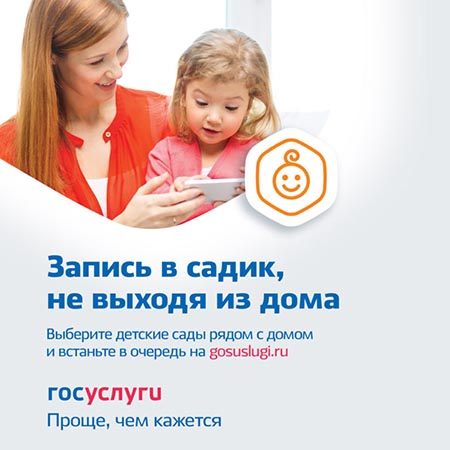 Запись в садик,
не выходя из дома
Выберите детские сады рядом с домом
и встаньте в очередь на gosuslugi.ru
госуслуги
Проще, чем кажется